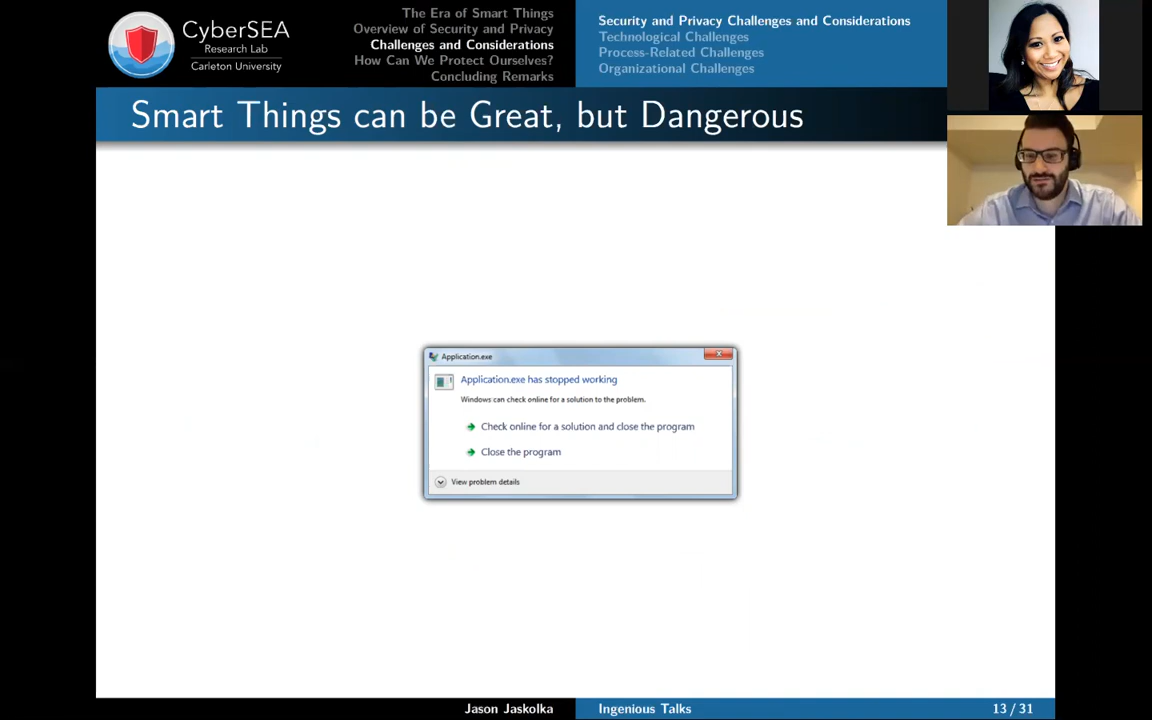 CyberSEA
Research Lab
Carleton University
The Era of Smart Things
Overview of Security and Privacy
Challenges and Considerations
How Can We Protect Ourselves?
Concluding Remarks
Security and Privacy Challenges and Considerations
Technological Challenges
Process-Related Challenges
Organizational Challenges
Smart Things can be Great, but Dangerous
Application.exe
Application.exe has stopped working
Windows can check online for a solution to the problem.
Check online for a solution and close the program
Close the program
View problem details
Jason Jaskolka
Ingenious Talks
13 / 31